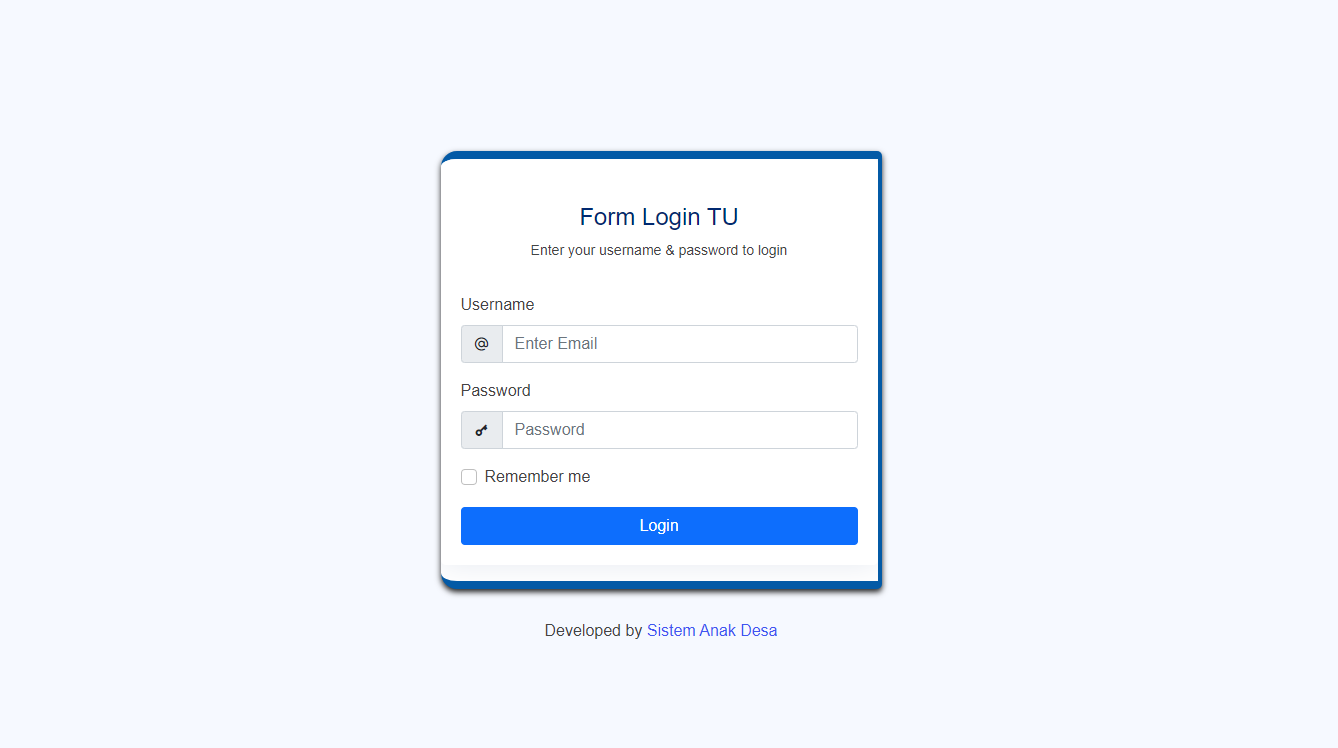 Form Login TU
Enter your username & password to login
Username
@ Enter Email
Password
Password
Remember me
Login
Developed by Sistem Anak Desa